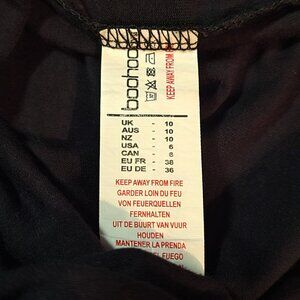 boohoo
KEEP AWAY FROM
UK - 10
AUS - 10
NZ - 10
USA - 6
CAN - 6
EU FR - 38
EU DE - 36
KEEP AWAY FROM FIRE
GARDER LOIN DU FEU
VON FEUERQUELLEN
FERNHALTEN
UIT DE BUURT VAN VUUR
HOUDEN
MANTENER LA PRENDA
EL FUEGO